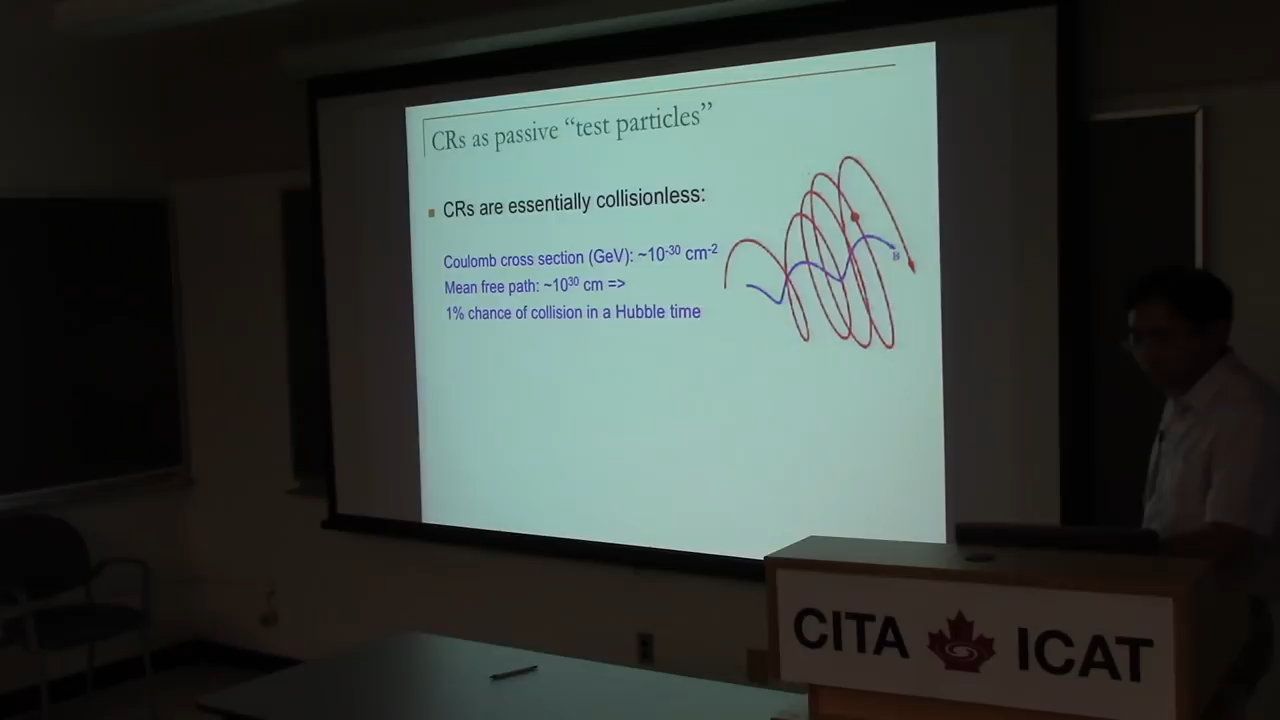 CRs as passive “test particles”
CRs are essentially collisionless:
Coulomb cross section (GeV): ~10⁻³⁰ cm⁻²
Mean free path: ~10³⁰ cm =>
1% chance of collision in a Hubble time
B
CITA ICAT